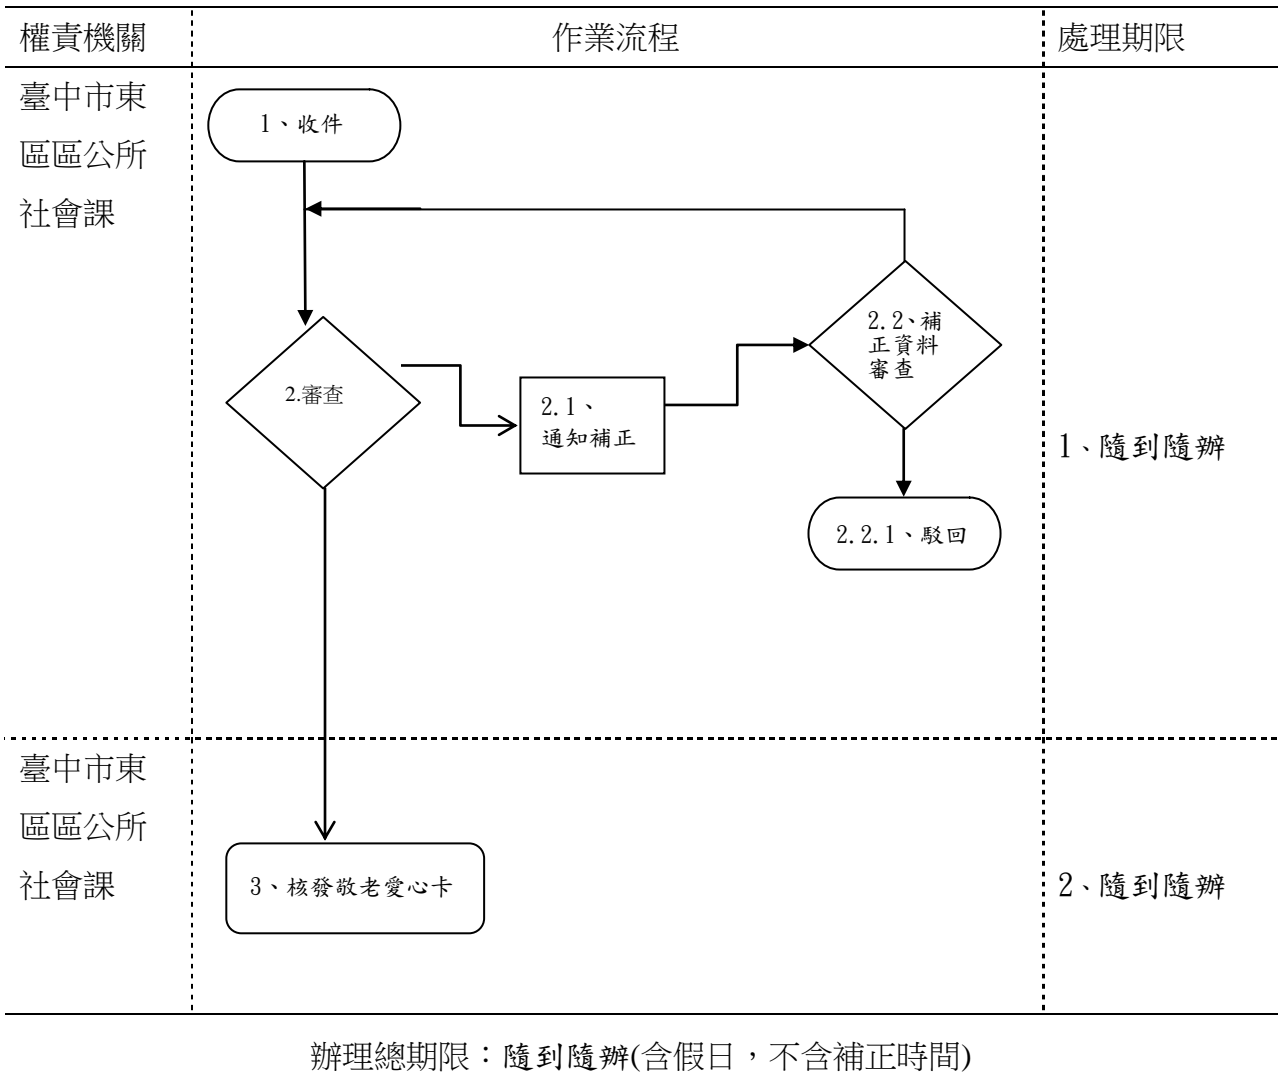 權責機關
作業流程
處理期限
臺中市東
區區公所
社會課
1、收件
2.審查
2.1、
通知補正
2.2、補
正資料
審查
2.2.1、駁回
1、隨到隨辦
臺中市東
區區公所
社會課
3、核發敬老愛心卡
2、隨到隨辦
辦理總期限：隨到隨辦(含假日，不含補正時間)